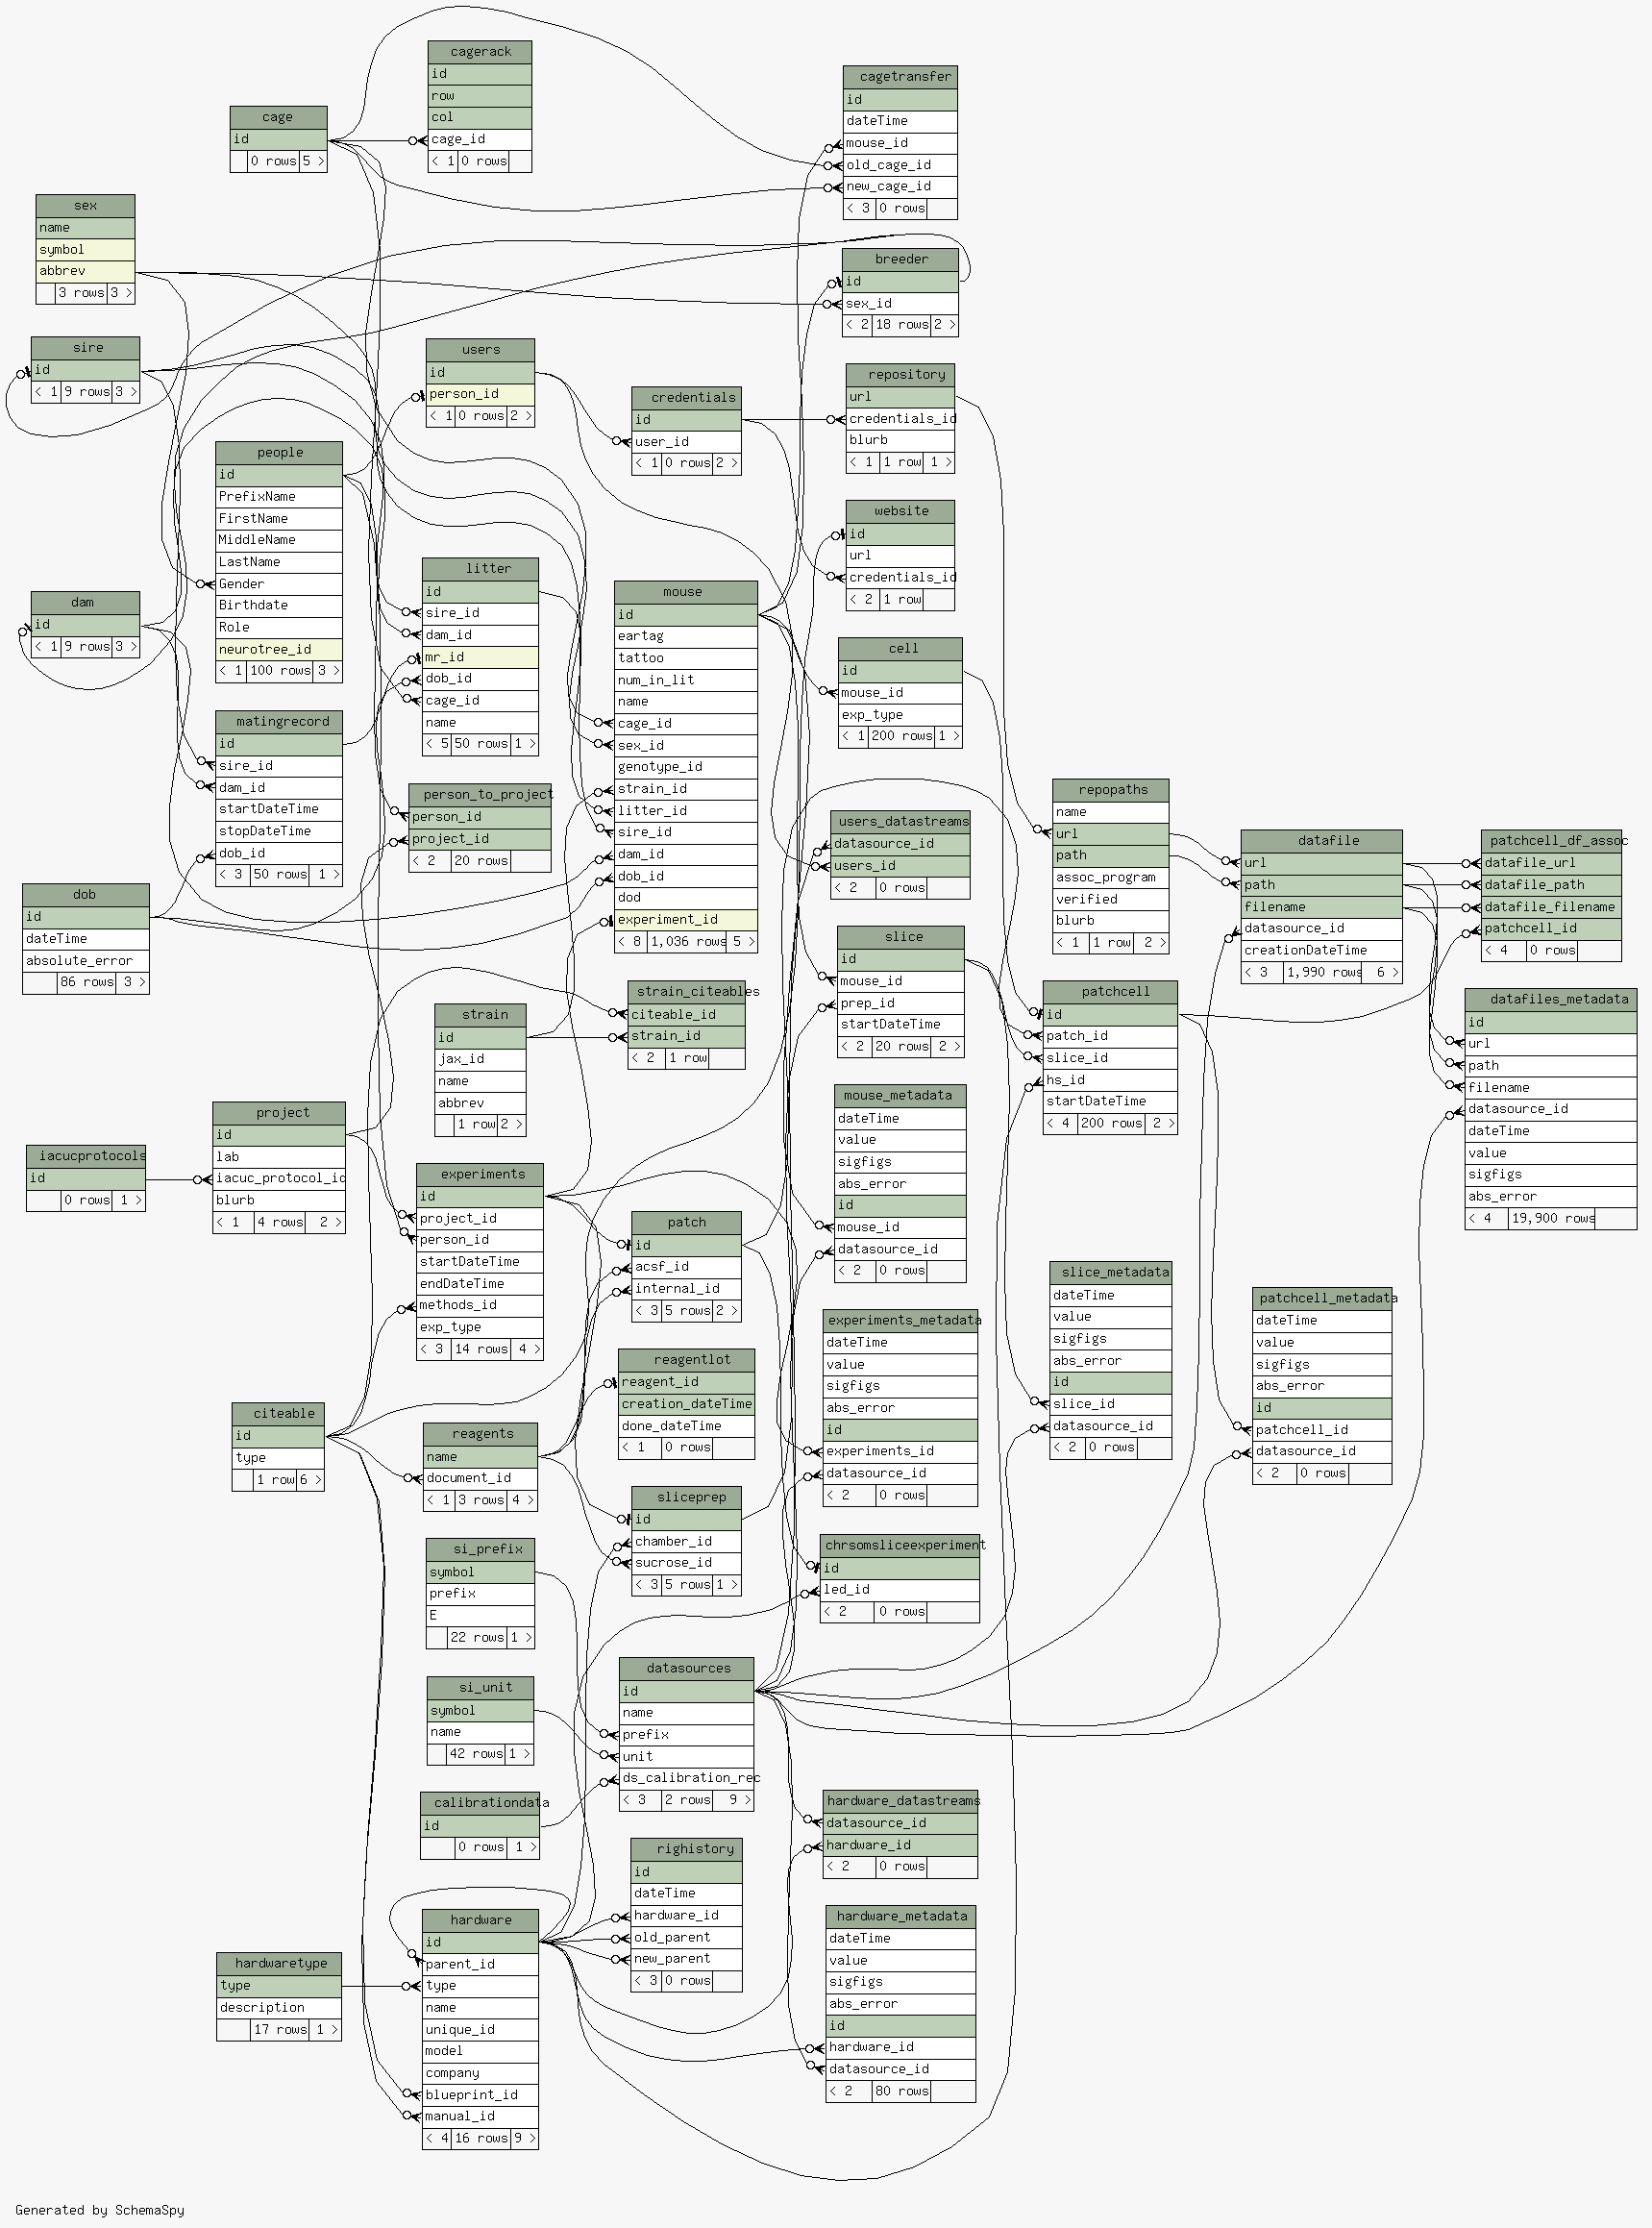 cagerack
id
row
col
cage_id
< 1 0 rows
cagetransfer
id
dateTime
mouse_id
old_cage_id
new_cage_id
< 3 0 rows
cage
id
0 rows 5 >
sex
name
symbol
abbrev
3 rows 3 >
breeder
id
sex_id
< 2 18 rows 2 >
sire
id
< 1 9 rows 3 >
users
id
person_id
< 1 0 rows 2 >
credentials
id
user_id
< 1 0 rows 2 >
repository
url
credentials_id
blurb
< 1 1 row 1 >
people
id
PrefixName
FirstName
MiddleName
LastName
Gender
Birthdate
Role
neurotree_id
< 1 100 rows 3 >
website
id
url
credentials_id
< 2 1 row
dam
id
< 1 9 rows 3 >
litter
id
sire_id
dam_id
mr_id
dob_id
cage_id
name
< 5 50 rows 1 >
mouse
id
eartag
tattoo
num_in_lit
name
cage_id
sex_id
genotype_id
strain_id
litter_id
sire_id
dam_id
dob_id
dod
experiment_id
< 8 1,036 rows 5 >
cell
id
mouse_id
exp_type
< 1 200 rows 1 >
matingrecord
id
sire_id
dam_id
startDateTime
stopDateTime
dob_id
< 3 50 rows 1 >
person_to_project
person_id
project_id
< 2 20 rows
users_datastreams
datasource_id
users_id
< 2 0 rows
repopaths
name
url
path
assoc_program
verified
blurb
< 1 1 row 2 >
datafile
url
path
filename
datasource_id
creationDateTime
< 3 1,990 rows 6 >
patchcell_df_assoc
datafile_url
datafile_path
datafile_filename
patchcell_id
< 4 0 rows
dob
id
dateTime
absolute_error
86 rows 3 >
slice
id
mouse_id
prep_id
startDateTime
< 2 20 rows 2 >
strain
id
jax_id
name
abbrev
1 row 2 >
strain_citeables
citeable_id
strain_id
< 2 1 row
patchcell
id
patch_id
slice_id
hs_id
startDateTime
< 4 200 rows 2 >
datafiles_metadata
id
url
path
filename
datasource_id
dateTime
value
sigfigs
abs_error
< 4 19,900 rows
project
id
lab
iacuc_protocol_id
blurb
< 1 4 rows 2 >
iacucprotocols
id
0 rows 1 >
mouse_metadata
dateTime
value
sigfigs
abs_error
id
mouse_id
datasource_id
< 2 0 rows
experiments
id
project_id
person_id
startDateTime
endDateTime
methods_id
exp_type
< 3 14 rows 4 >
patch
id
acsf_id
internal_id
< 3 5 rows 2 >
slice_metadata
dateTime
value
sigfigs
abs_error
id
slice_id
datasource_id
< 2 0 rows
patchcell_metadata
dateTime
value
sigfigs
abs_error
id
patchcell_id
datasource_id
< 2 0 rows
experiments_metadata
dateTime
value
sigfigs
abs_error
id
experiments_id
datasource_id
< 2 0 rows
reagentlot
reagent_id
creation_dateTime
done_dateTime
< 1 0 rows
citeable
id
type
1 row 6 >
reagents
name
document_id
< 1 3 rows 4 >
sliceprep
id
chamber_id
sucrose_id
< 3 5 rows 1 >
chrsomsliceexperiment
id
led_id
< 2 0 rows
si_prefix
symbol
prefix
E
22 rows 1 >
datasources
id
name
prefix
unit
ds_calibration_rec
< 3 2 rows 9 >
si_unit
symbol
name
42 rows 1 >
calibrationdata
id
0 rows 1 >
hardware_datastreams
datasource_id
hardware_id
< 2 0 rows
righistory
id
dateTime
hardware_id
old_parent
new_parent
< 3 0 rows
hardware
id
parent_id
type
name
unique_id
model
company
blueprint_id
manual_id
< 4 16 rows 9 >
hardware_metadata
dateTime
value
sigfigs
abs_error
id
hardware_id
datasource_id
< 2 80 rows
hardwaretype
type
description
17 rows 1 >
Generated by SchemaSpy